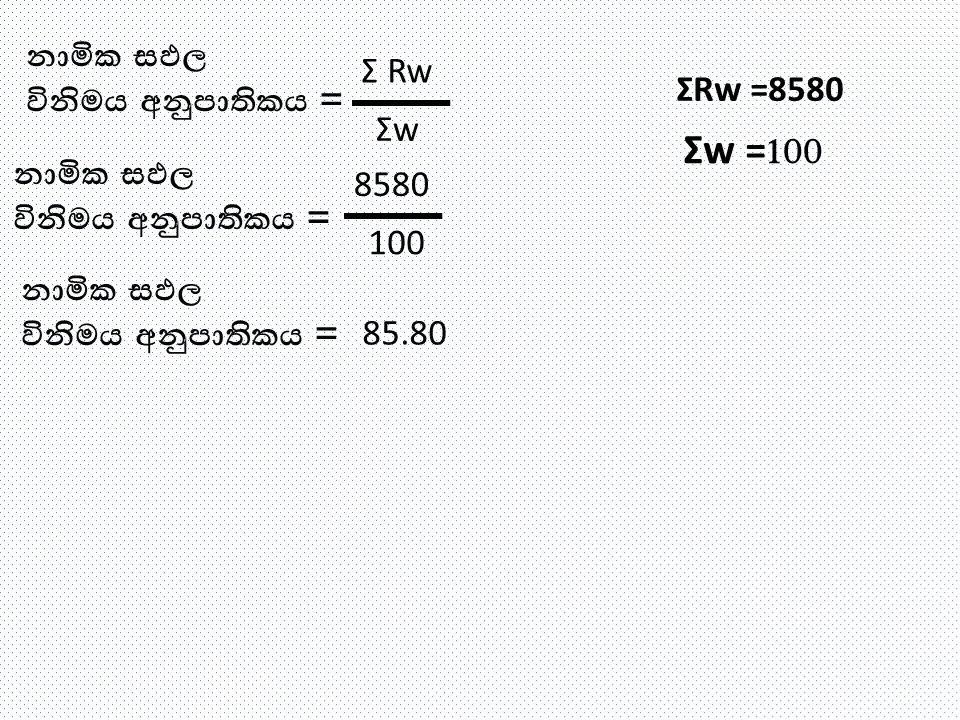 නාමික සඵල
විනිමය අනුපාතිකය = Σ Rw
Σw
ΣRw =8580
Σw =100
නාමික සඵල
විනිමය අනුපාතිකය = 8580
100
නාමික සඵල
විනිමය අනුපාතිකය = 85.80